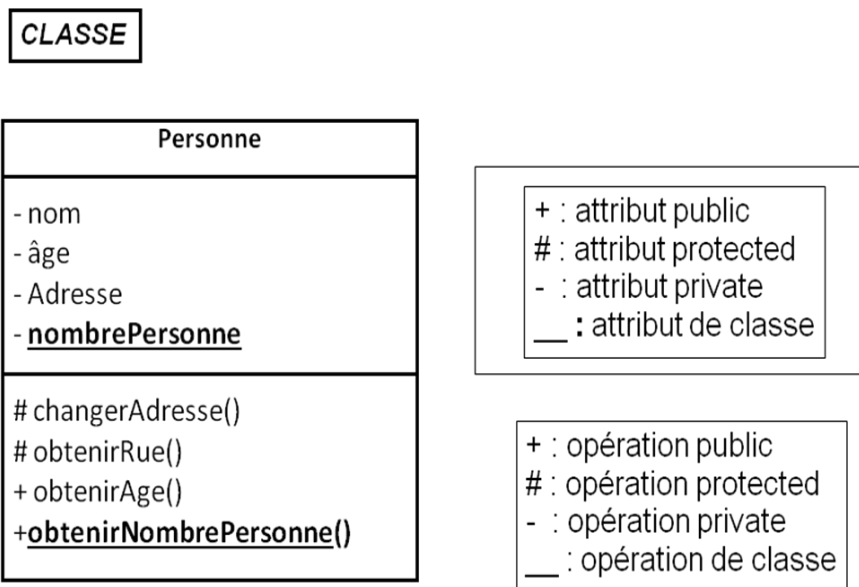 CLASSE
Personne
- nom
- âge
- Adresse
- nombrePersonne
# changerAdresse()
# obtenirRue()
+ obtenirAge()
+obtenirNombrePersonne()
+ : attribut public
# : attribut protected
- : attribut private
__ : attribut de classe
+ : opération public
# : opération protected
- : opération private
__ : opération de classe